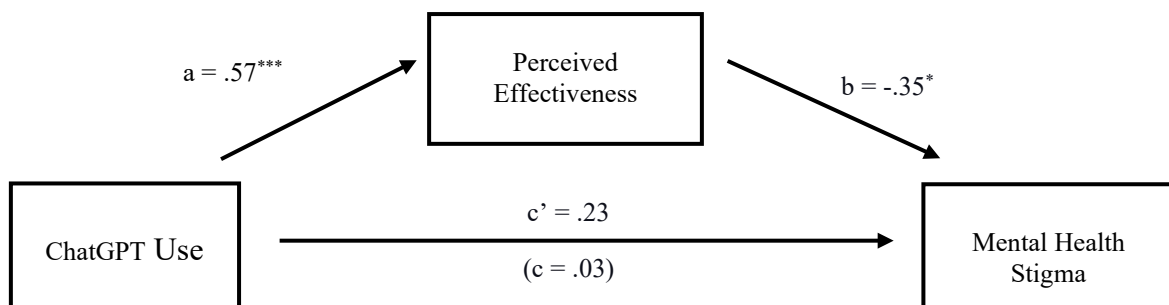 Perceived
Effectiveness
a = .57***
b = -.35*
ChatGPT Use
c’ = .23
(c = .03)
Mental Health
Stigma